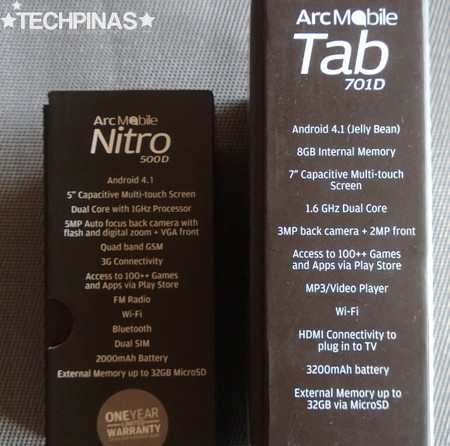 TECHPINAS
Arc Mobile
Nitro
500D
Android 4.1
5" Capacitive Multi-touch Screen
Dual Core with 1GHz Processor
5MP Auto focus back camera with
flash and digital zoom + VGA front
Quad band GSM
3G Connectivity
Access to 100++ Games
and Apps via Play Store
FM Radio
Wi-Fi
Bluetooth
Dual SIM
2000mAh Battery
External Memory up to 32GB MicroSD
ONE YEAR
LIMITED
WARRANTY
Arc Mobile
Tab
701D
Android 4.1 (Jelly Bean)
8GB Internal Memory
7" Capacitive Multi-touch
Screen
1.6 GHz Dual Core
3MP back camera + 2MP front
Access to 100++ Games
and Apps via Play Store
MP3/Video Player
Wi-Fi
HDMI Connectivity to
plug in to TV
3200mAh battery
External Memory up to
32GB via MicroSD